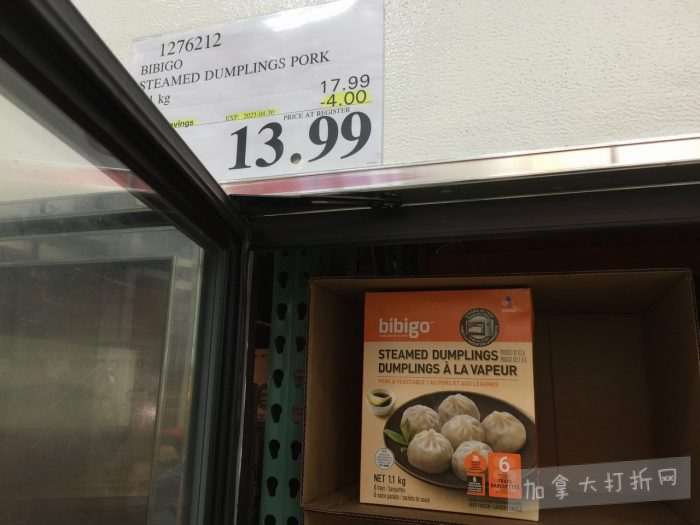 1276212
BIBIGO
STEAMED DUMPLINGS PORK
1 kg
17.99
-4.00
PRICE AT REGISTER
13.99
bibigo
STEAMED DUMPLINGS
DUMPLINGS À LA VAPEUR
PORK & VEGETABLE / AU PORC ET AUX LÉGUMES
6
NET 1.1 kg
加拿大打折网